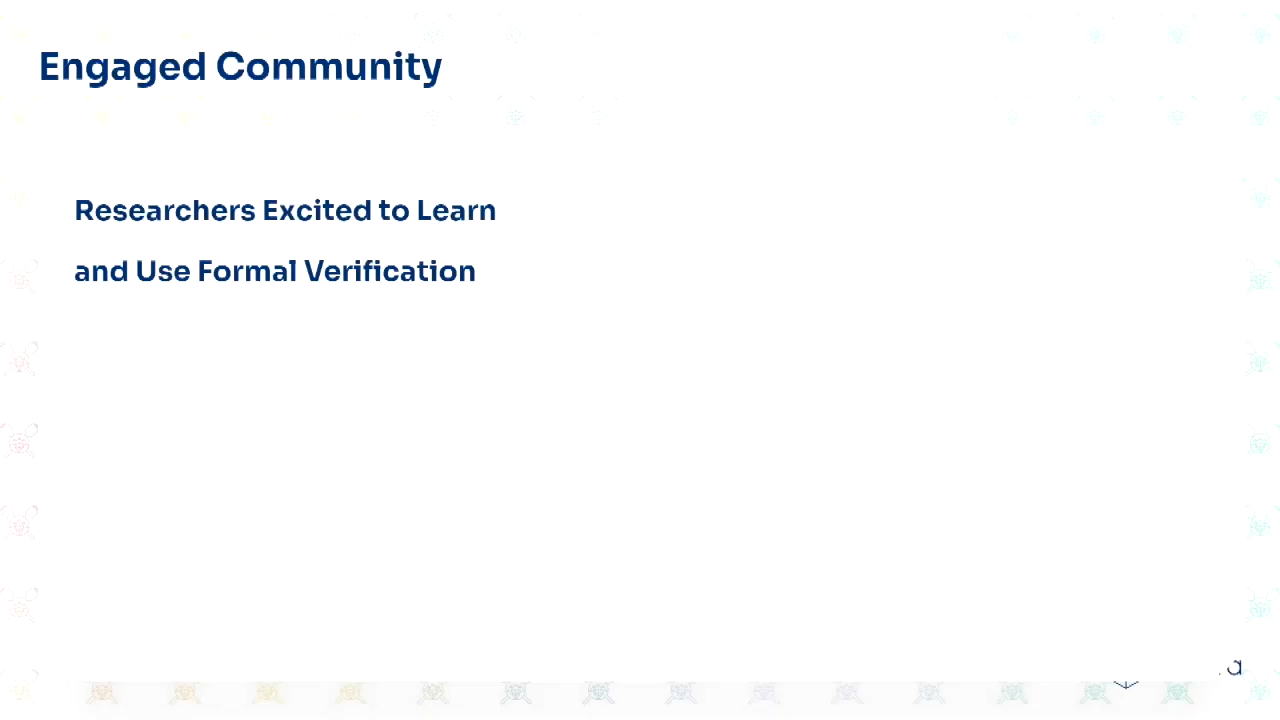 Engaged Community
Researchers Excited to Learn
and Use Formal Verification
a